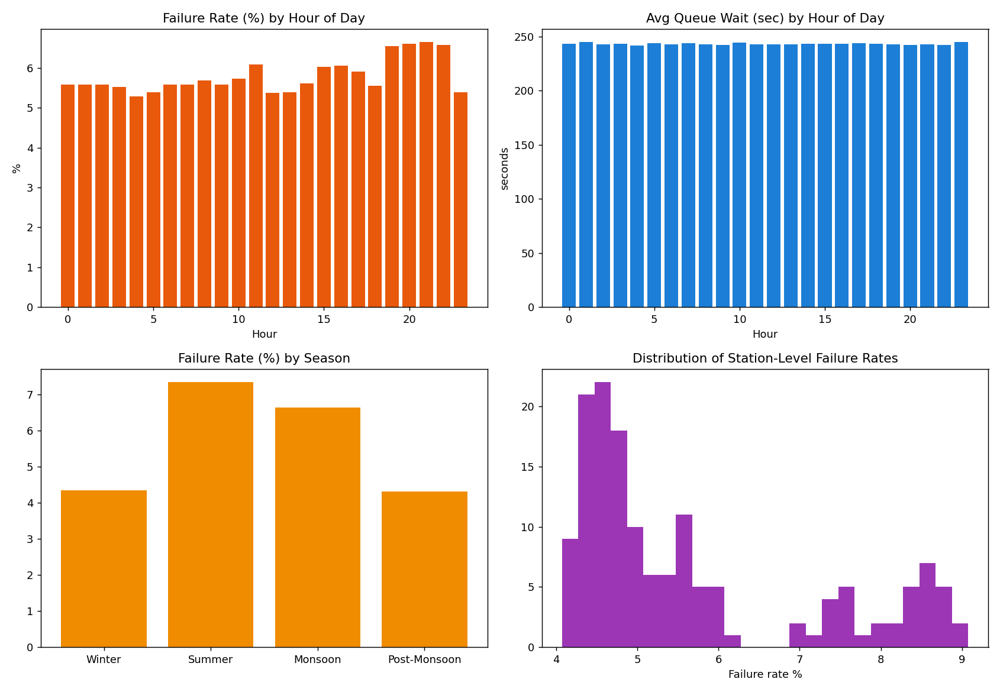 Failure Rate (%) by Hour of Day
%
6
5
4
3
2
1
0
0 5 10 15 20
Hour
Avg Queue Wait (sec) by Hour of Day
seconds
250
200
150
100
50
0
0 5 10 15 20
Hour
Failure Rate (%) by Season
7
6
5
4
3
2
1
0
Winter Summer Monsoon Post-Monsoon
Distribution of Station-Level Failure Rates
20
15
10
5
0
4 5 6 7 8 9
Failure rate %